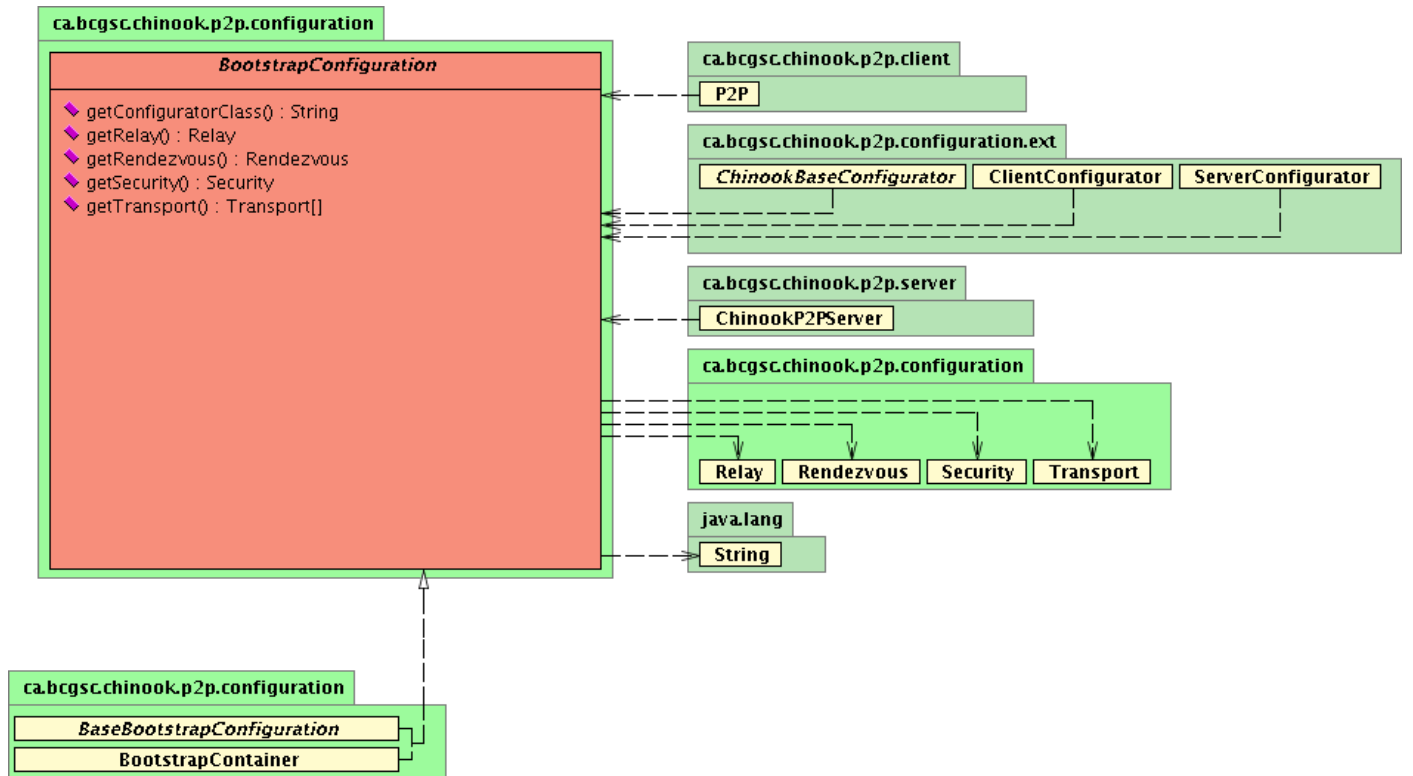 ca.bcgsc.chinook.p2p.configuration
BootstrapConfiguration
getConfiguratorClass() : String
getRelay() : Relay
getRendezvous() : Rendezvous
getSecurity() : Security
getTransport() : Transport[]
ca.bcgsc.chinook.p2p.client
P2P
ca.bcgsc.chinook.p2p.configuration.ext
ChinookBaseConfigurator ClientConfigurator ServerConfigurator
ca.bcgsc.chinook.p2p.server
ChinookP2PServer
ca.bcgsc.chinook.p2p.configuration
Relay Rendezvous Security Transport
java.lang
String
ca.bcgsc.chinook.p2p.configuration
BaseBootstrapConfiguration
BootstrapContainer